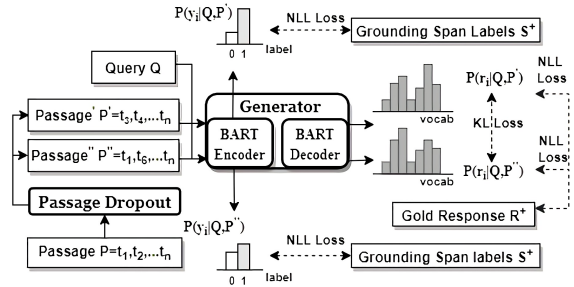 P(yᵢ|Q,P')
NLL Loss
Grounding Span Labels S⁺
0 1
label
Query Q
P(rᵢ|Q,P')
NLL
Loss
Generator
Passage' P'=t₃,t₄,...tₙ
vocab
BART
Encoder
BART
Decoder
KL Loss
Passage'' P''=t₁,t₆,...tₙ
NLL
Loss
vocab
P(rᵢ|Q,P'')
Passage Dropout
Gold Response R⁺
P(yᵢ|Q,P'')
Passage P=t₁,t₂,...tₙ
NLL Loss
Grounding Span labels S⁺
0 1
label